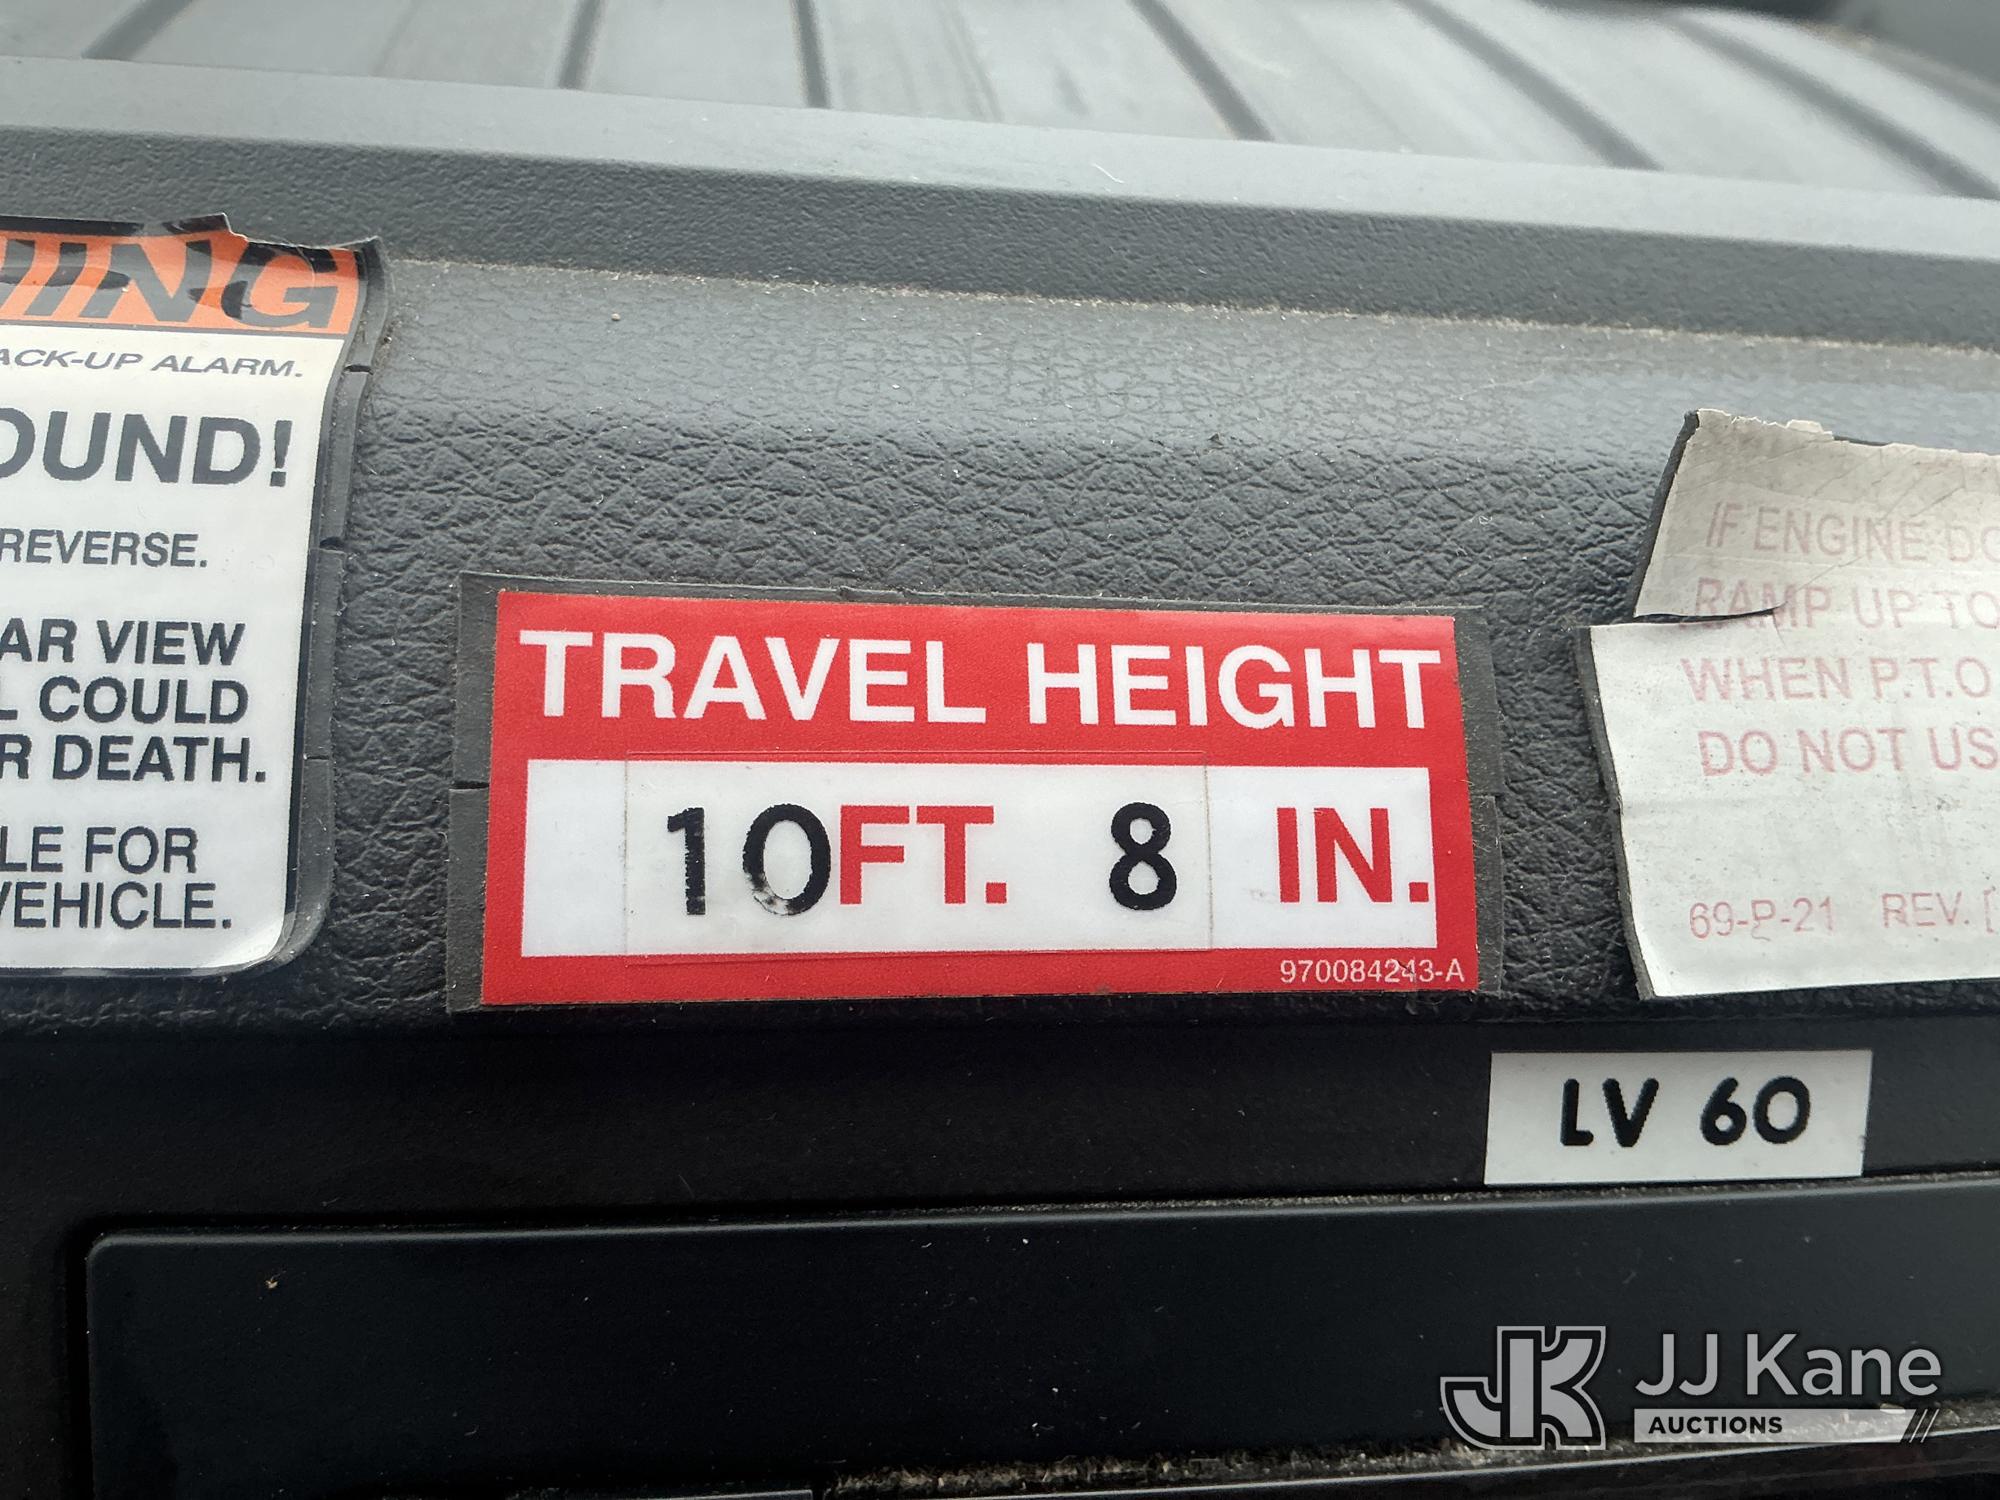 ING
ACK-UP ALARM.
OUND!
REVERSE.
AR VIEW
L COULD
R DEATH.
LE FOR
VEHICLE.
TRAVEL HEIGHT
10FT. 8 IN.
970084243-A
IF ENGINE DO
RAMP UP TO
WHEN P.T.O
DO NOT US
69-P-21 REV.
LV 60
JK JJ Kane
AUCTIONS